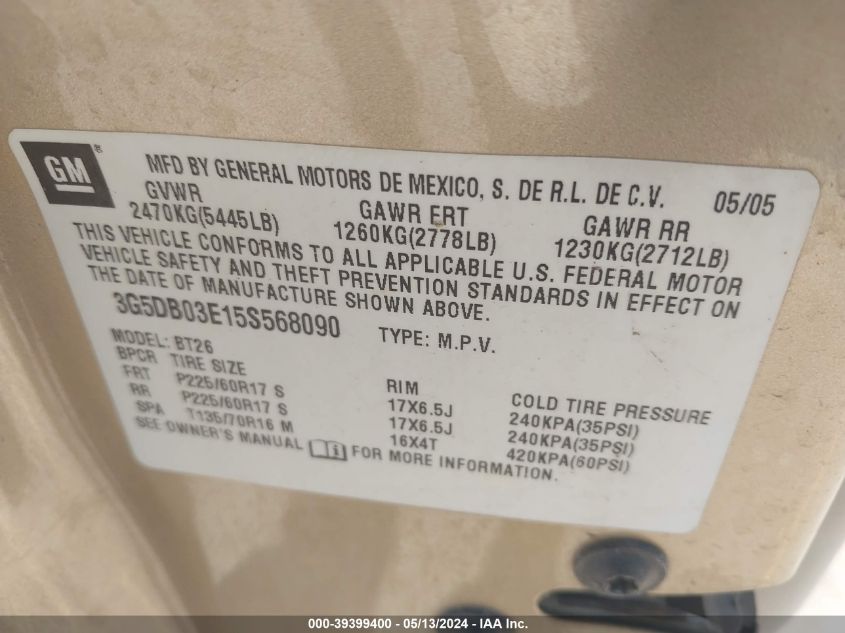 GM ®
MFD BY GENERAL MOTORS DE MEXICO, S. DE R.L. DE C.V. 05/05
GVWR GAWR FRT GAWR RR
2470KG(5445LB) 1260KG(2778LB) 1230KG(2712LB)
THIS VEHICLE CONFORMS TO ALL APPLICABLE U.S. FEDERAL MOTOR
VEHICLE SAFETY AND THEFT PREVENTION STANDARDS IN EFFECT ON
THE DATE OF MANUFACTURE SHOWN ABOVE.
3G5DB03E15S568090 TYPE: M.P.V.
MODEL: BT26
BPCR TIRE SIZE RIM COLD TIRE PRESSURE
FRT P225/60R17 S 17X6.5J 240KPA(35PSI)
RR P225/60R17 S 17X6.5J 240KPA(35PSI)
SPA T135/70R16 M 16X4T 420KPA(60PSI)
SEE OWNER'S MANUAL FOR MORE INFORMATION.
000-39399400 - 05/13/2024 - IAA Inc.